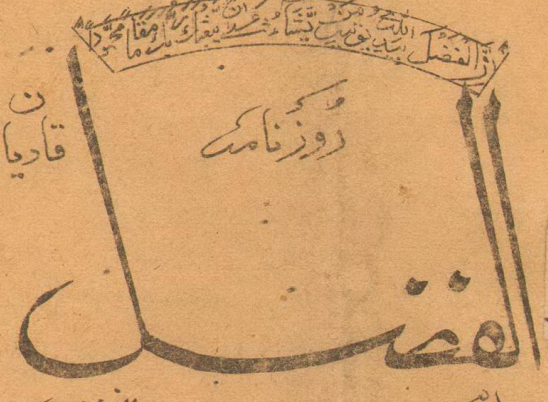 ان الفضل بيد الله يؤتيه من يشاء عسى ان يبعثك ربك مقاما محمودا
روزنامہ
قادیان
الفضل